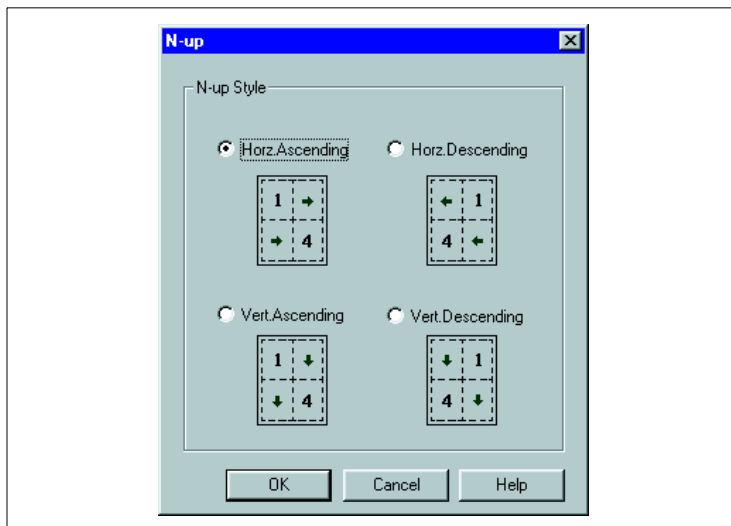 N-up
N-up Style
Horz.Ascending Horz.Descending
1 → ← 1
→ 4 4 ←
Vert.Ascending Vert.Descending
1 ↓ ↓ 1
↓ 4 4 ↓
OK Cancel Help